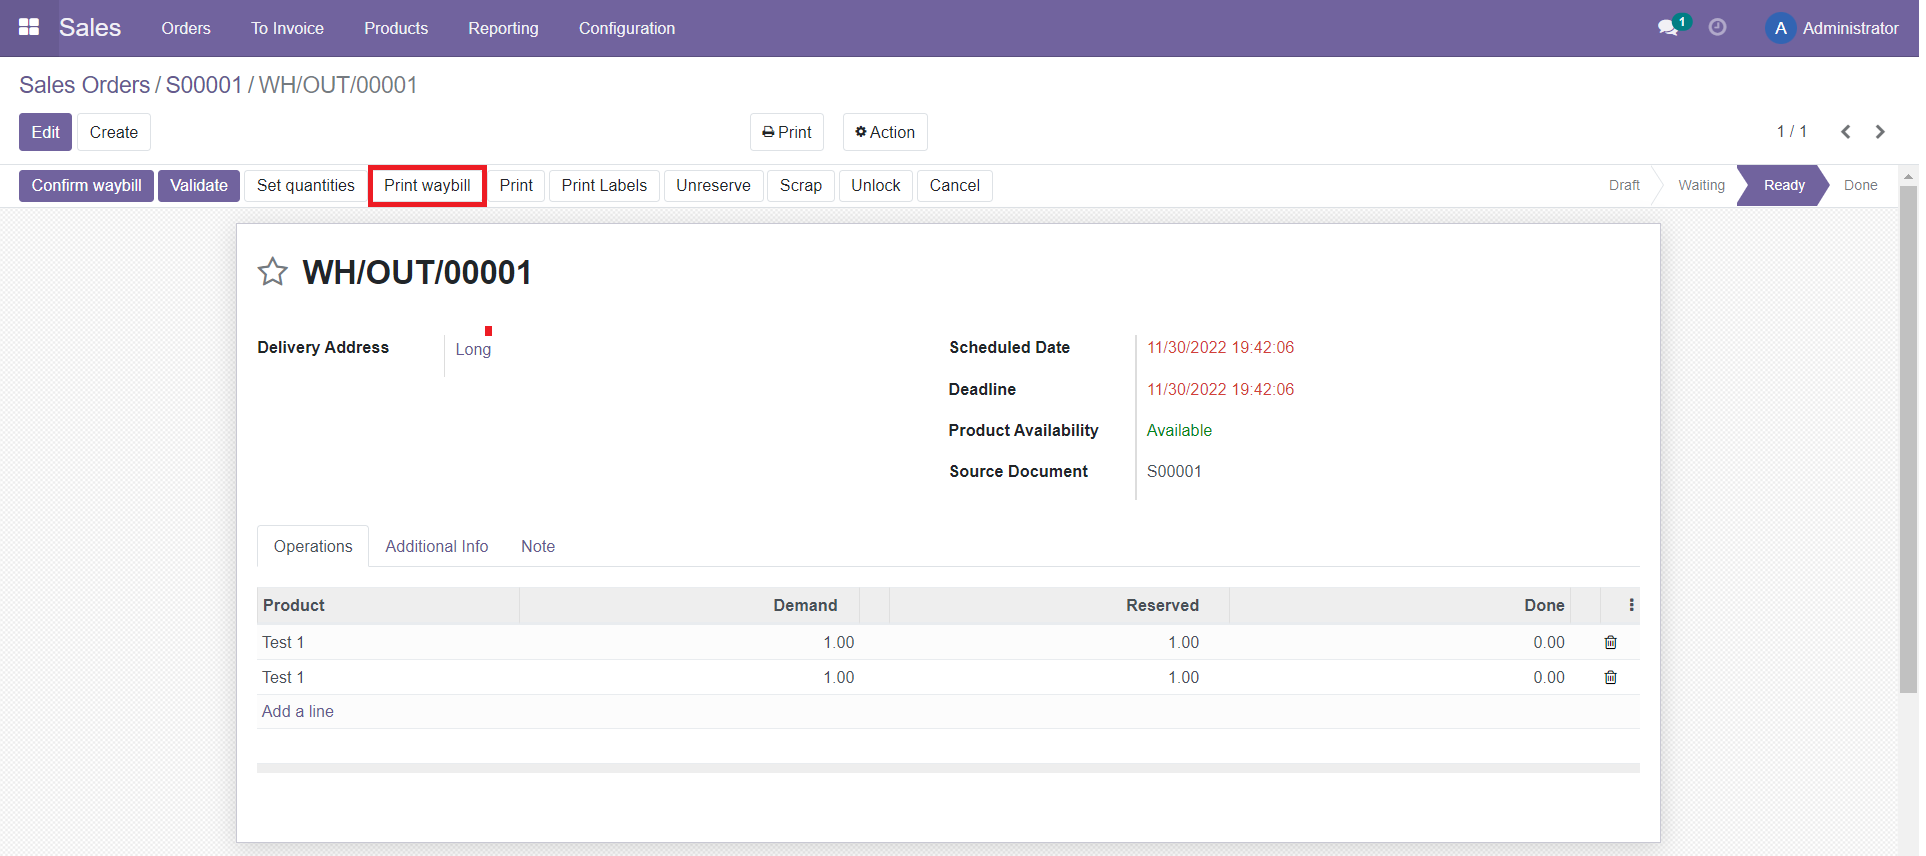 Sales Orders To Invoice Products Reporting Configuration 1 A Administrator
Sales Orders / S00001 / WH/OUT/00001
Edit Create Print Action 1 / 1
Confirm waybill Validate Set quantities Print waybill Print Print Labels Unreserve Scrap Unlock Cancel Draft Waiting Ready Done
WH/OUT/00001
Delivery Address Long
Scheduled Date 11/30/2022 19:42:06
Deadline 11/30/2022 19:42:06
Product Availability Available
Source Document S00001
Operations Additional Info Note
Product Demand Reserved Done
Test 1 1.00 1.00 0.00
Test 1 1.00 1.00 0.00
Add a line